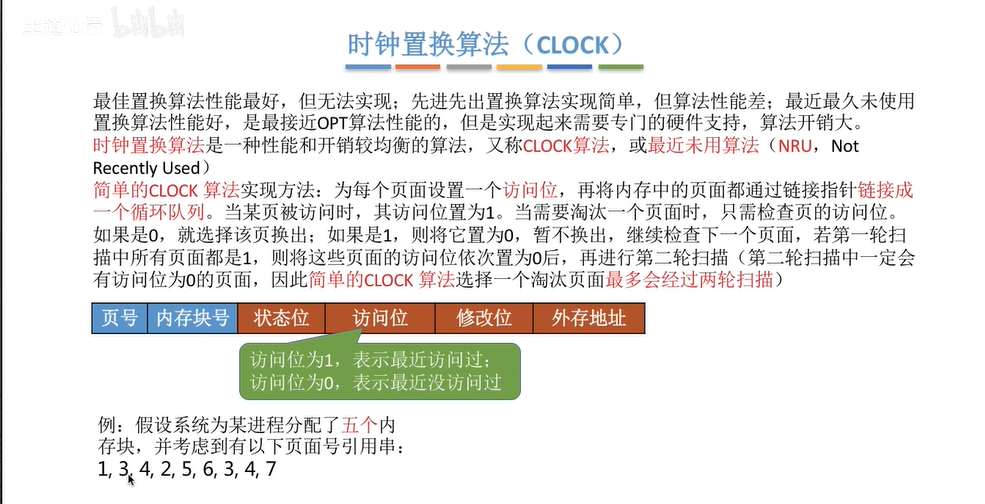 bilibili
时钟置换算法（CLOCK）
最佳置换算法性能最好，但无法实现；先进先出置换算法实现简单，但算法性能差；最近最久未使用
置换算法性能好，是最接近OPT算法性能的，但是实现起来需要专门的硬件支持，算法开销大。
时钟置换算法是一种性能和开销较均衡的算法，又称CLOCK算法，或最近未用算法（NRU，Not
Recently Used）
简单的CLOCK 算法实现方法：为每个页面设置一个访问位，再将内存中的页面都通过链接指针链接成
一个循环队列。当某页被访问时，其访问位置为1。当需要淘汰一个页面时，只需检查页的访问位。
如果是0，就选择该页换出；如果是1，则将它置为0，暂不换出，继续检查下一个页面，若第一轮扫
描中所有页面都是1，则将这些页面的访问位依次置为0后，再进行第二轮扫描（第二轮扫描中一定会
有访问位为0的页面，因此简单的CLOCK 算法选择一个淘汰页面最多会经过两轮扫描）
页号 内存块号 状态位 访问位 修改位 外存地址
访问位为1，表示最近访问过；
访问位为0，表示最近没访问过
例：假设系统为某进程分配了五个内
存块，并考虑到有以下页面号引用串：
1, 3, 4, 2, 5, 6, 3, 4, 7